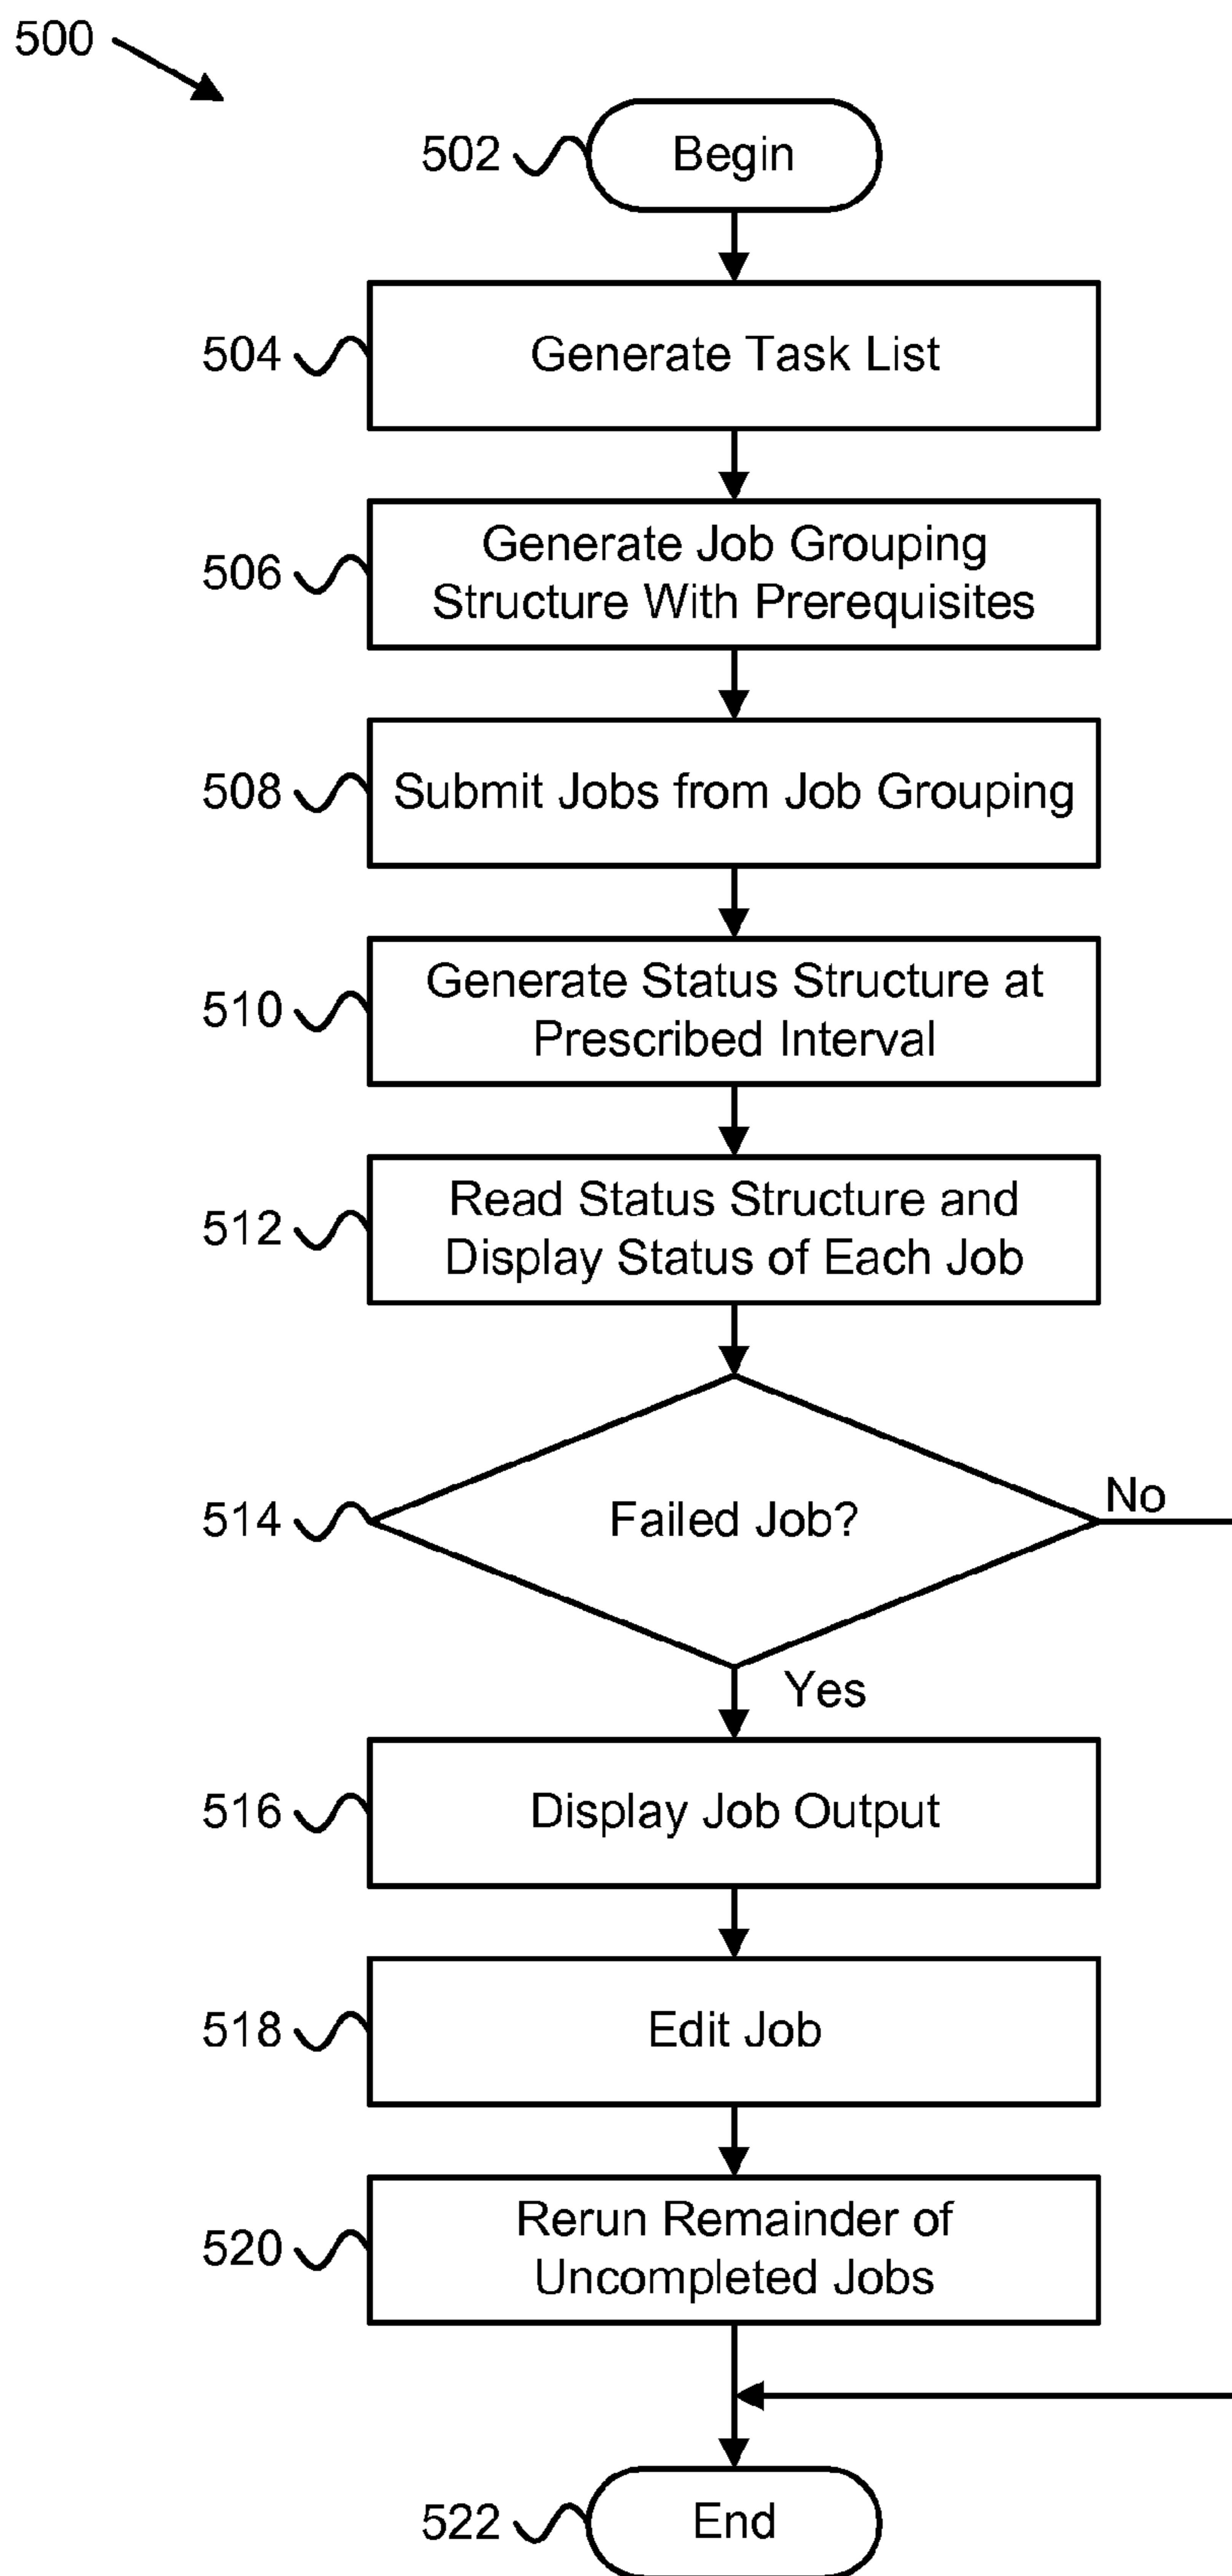 500
502
Begin
504
Generate Task List
506
Generate Job Grouping
Structure With Prerequisites
508
Submit Jobs from Job Grouping
510
Generate Status Structure at
Prescribed Interval
512
Read Status Structure and
Display Status of Each Job
514
Failed Job?
No
Yes
516
Display Job Output
518
Edit Job
520
Rerun Remainder of
Uncompleted Jobs
522
End